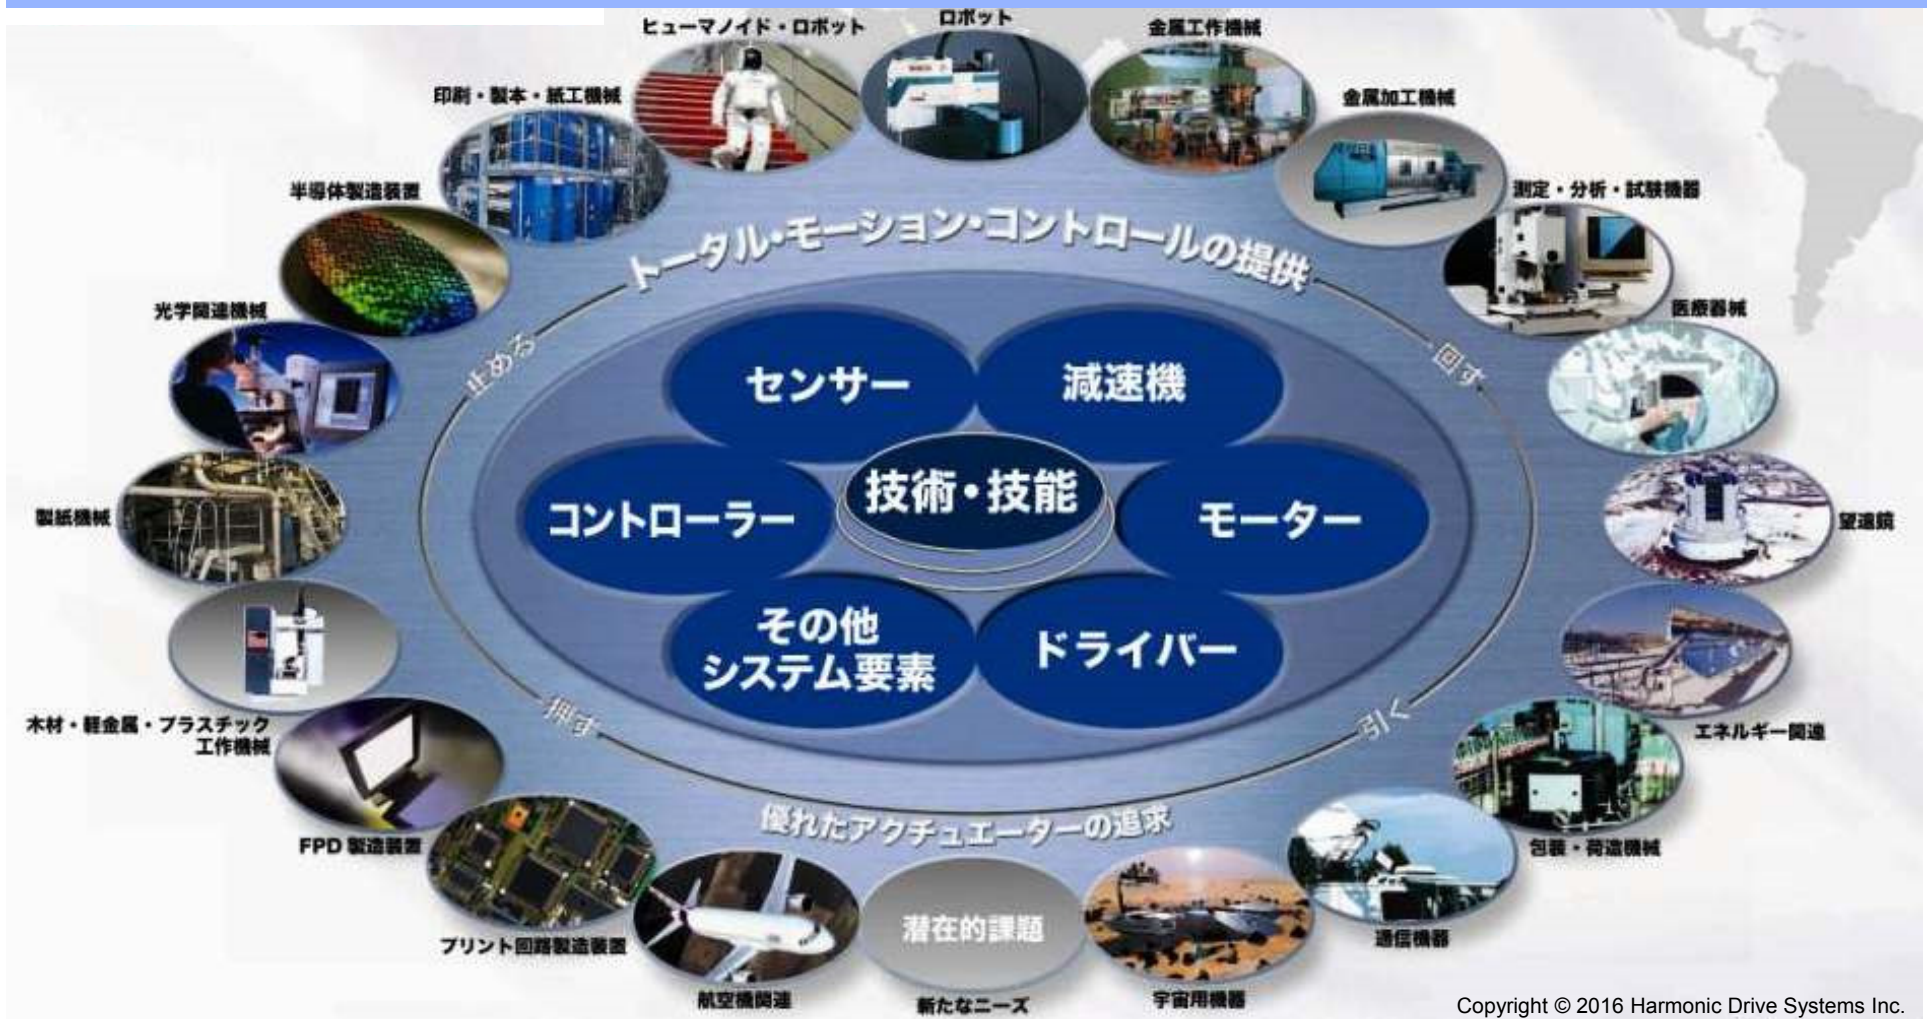 ヒューマノイド・ロボット
ロボット
金属工作機械
印刷・製本・紙工機械
金属加工機械
半導体製造装置
測定・分析・試験機器
トータル・モーション・コントロールの提供
光学関連機械
医療器械
止める
回す
センサー
減速機
製紙機械
コントローラー
技術・技能
モーター
望遠鏡
その他
システム要素
ドライバー
木材・軽金属・プラスチック
工作機械
押す
引く
エネルギー関連
FPD 製造装置
優れたアクチュエーターの追求
包装・荷造機械
プリント回路製造装置
潜在的課題
通信機器
航空機関連
新たなニーズ
宇宙用機器
Copyright © 2016 Harmonic Drive Systems Inc.